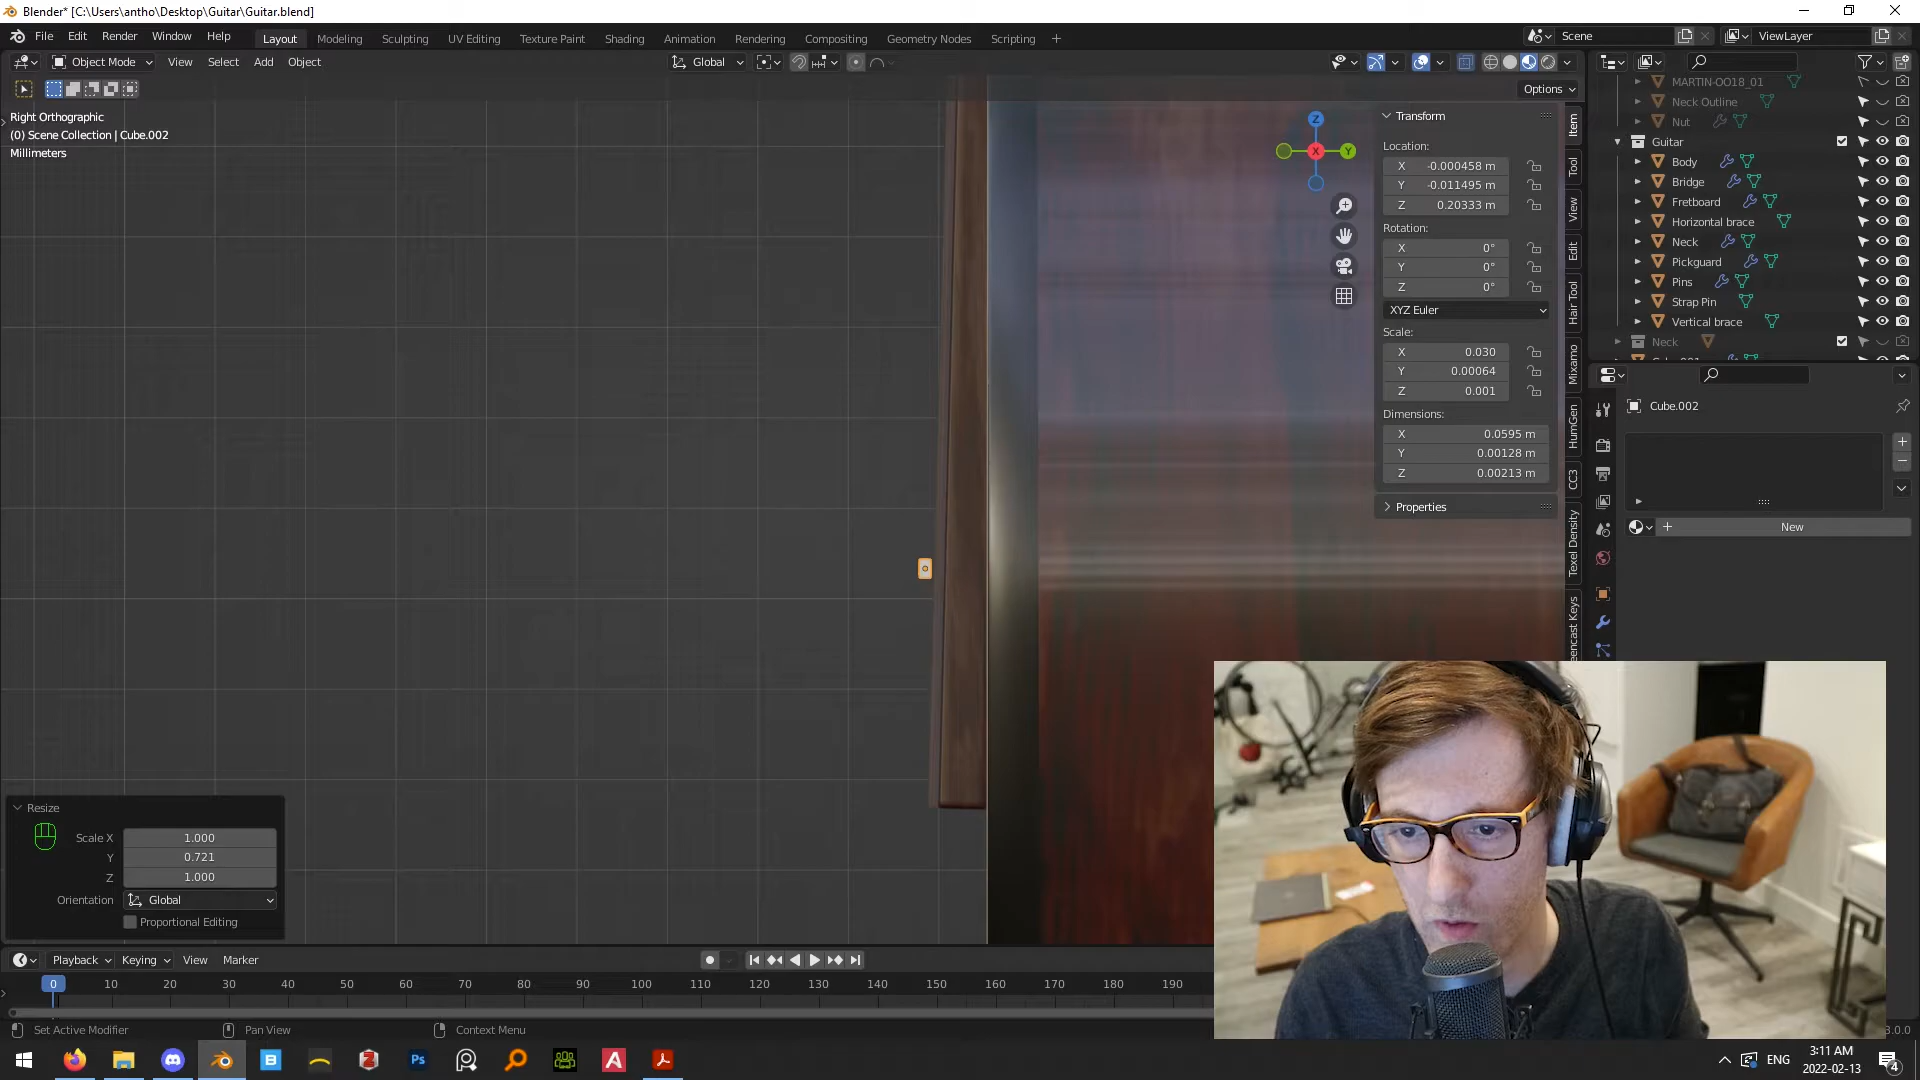 Blender* [C:\Users\antho\Desktop\Guitar\Guitar.blend]
File Edit Render Window Help Layout Modeling Sculpting UV Editing Texture Paint Shading Animation Rendering Compositing Geometry Nodes Scripting + Scene ViewLayer
Object Mode View Select Add Object Global
Options
Right Orthographic
(0) Scene Collection | Cube.002
Millimeters
Transform
Location:
X -0.000458 m
Y -0.011495 m
Z 0.20333 m
Rotation:
X 0°
Y 0°
Z 0°
XYZ Euler
Scale:
X 0.030
Y 0.00064
Z 0.001
Dimensions:
X 0.0595 m
Y 0.00128 m
Z 0.00213 m
Properties
Item
Tool
View
Edit
Hair Tool
Mixamo
HumGen
CC3
Texel Density
eencast Keys
Z
X
Y
MARTIN-OO18_01
Neck Outline
Nut
Guitar
Body
Bridge
Fretboard
Horizontal brace
Neck
Pickguard
Pins
Strap Pin
Vertical brace
Neck
Cube.002
New
Resize
Scale X 1.000
Y 0.721
Z 1.000
Orientation Global
Proportional Editing
Playback Keying View Marker
0 10 20 30 40 50 60 70 80 90 100 110 120 130 140 150 160 170 180 190
Set Active Modifier Pan View Context Menu
3.0.0
ENG
3:11 AM
2022-02-13
4